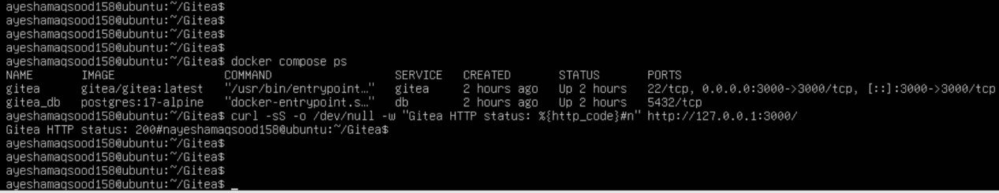 ayeshamaqsood158@ubuntu:~/Gitea$
ayeshamaqsood158@ubuntu:~/Gitea$
ayeshamaqsood158@ubuntu:~/Gitea$
ayeshamaqsood158@ubuntu:~/Gitea$
ayeshamaqsood158@ubuntu:~/Gitea$ docker compose ps
NAME IMAGE COMMAND SERVICE CREATED STATUS PORTS
gitea gitea/gitea:latest "/usr/bin/entrypoint…" gitea 2 hours ago Up 2 hours 22/tcp, 0.0.0.0:3000->3000/tcp, [::]:3000->3000/tcp
gitea_db postgres:17-alpine "docker-entrypoint.s…" db 2 hours ago Up 2 hours 5432/tcp
ayeshamaqsood158@ubuntu:~/Gitea$ curl -sS -o /dev/null -w "Gitea HTTP status: %{http_code}#n" http://127.0.0.1:3000/
Gitea HTTP status: 200#nayeshamaqsood158@ubuntu:~/Gitea$
ayeshamaqsood158@ubuntu:~/Gitea$
ayeshamaqsood158@ubuntu:~/Gitea$
ayeshamaqsood158@ubuntu:~/Gitea$
ayeshamaqsood158@ubuntu:~/Gitea$ _